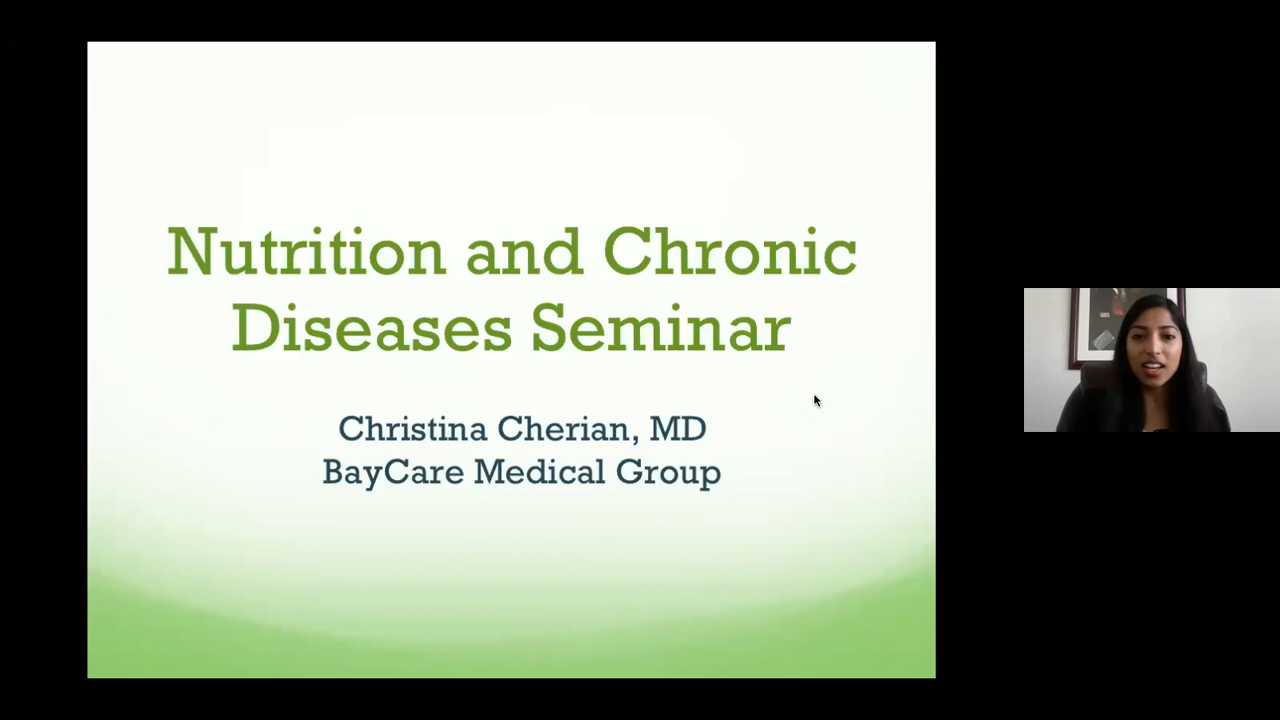 Nutrition and Chronic
Diseases Seminar
Christina Cherian, MD
BayCare Medical Group